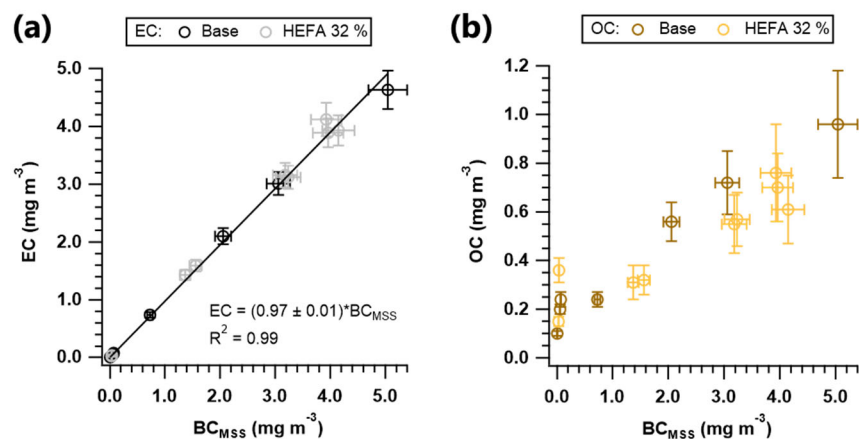 (a)
EC: Base HEFA 32 %
5.0
4.0
3.0
2.0
1.0
0.0
EC (mg m⁻³)
EC = (0.97 ± 0.01)*BC_MSS
R² = 0.99
0.0 1.0 2.0 3.0 4.0 5.0
BC_MSS (mg m⁻³)
(b)
OC: Base HEFA 32 %
1.2
1.0
0.8
0.6
0.4
0.2
0.0
OC (mg m⁻³)
0.0 1.0 2.0 3.0 4.0 5.0
BC_MSS (mg m⁻³)